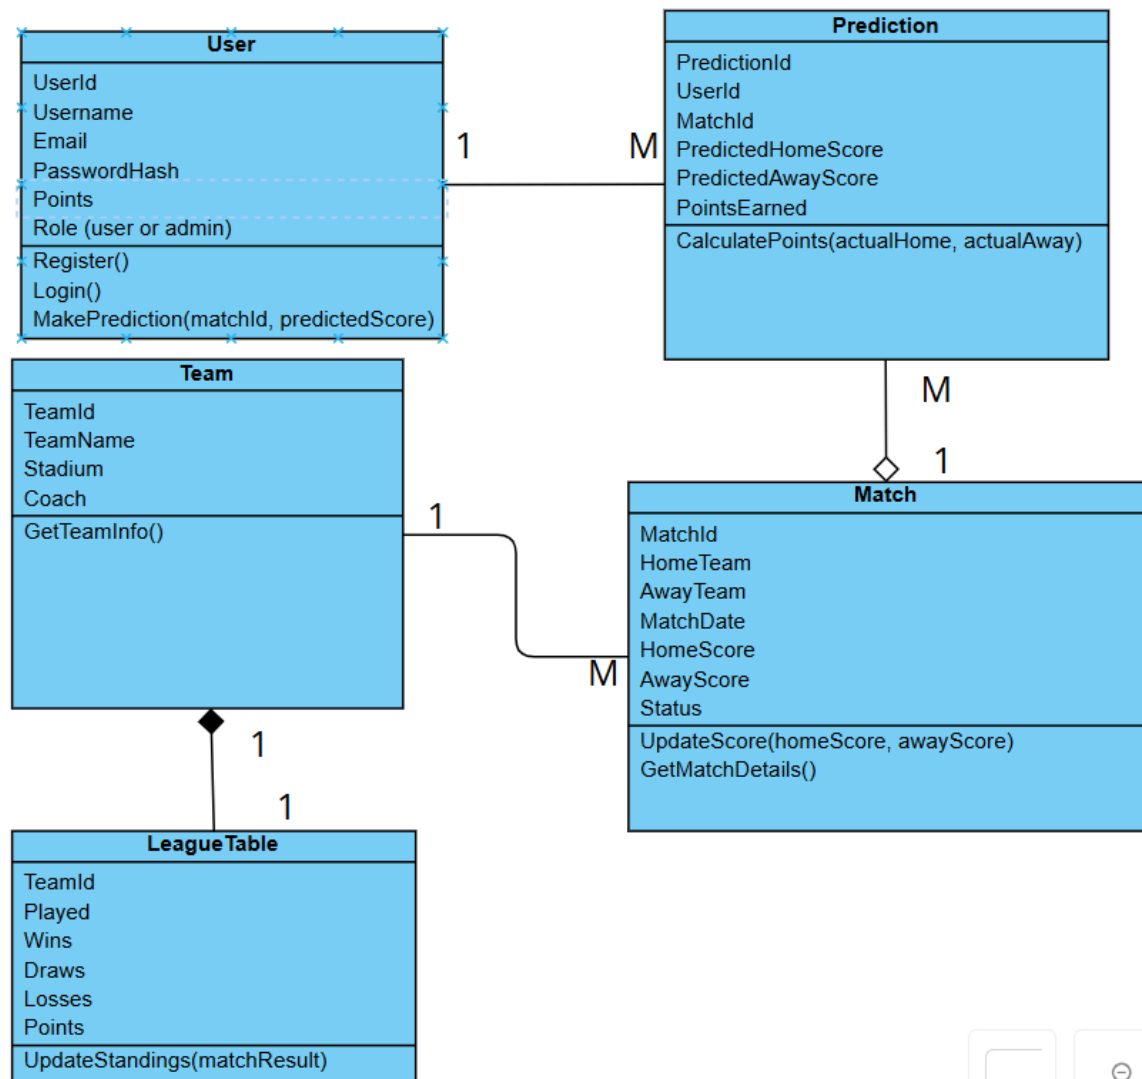 User
UserId
Username
Email
PasswordHash
Points
Role (user or admin)
Register()
Login()
MakePrediction(matchId, predictedScore)
1
M
Prediction
PredictionId
UserId
MatchId
PredictedHomeScore
PredictedAwayScore
PointsEarned
CalculatePoints(actualHome, actualAway)
M
1
Team
TeamId
TeamName
Stadium
Coach
GetTeamInfo()
1
M
Match
MatchId
HomeTeam
AwayTeam
MatchDate
HomeScore
AwayScore
Status
UpdateScore(homeScore, awayScore)
GetMatchDetails()
1
1
LeagueTable
TeamId
Played
Wins
Draws
Losses
Points
UpdateStandings(matchResult)